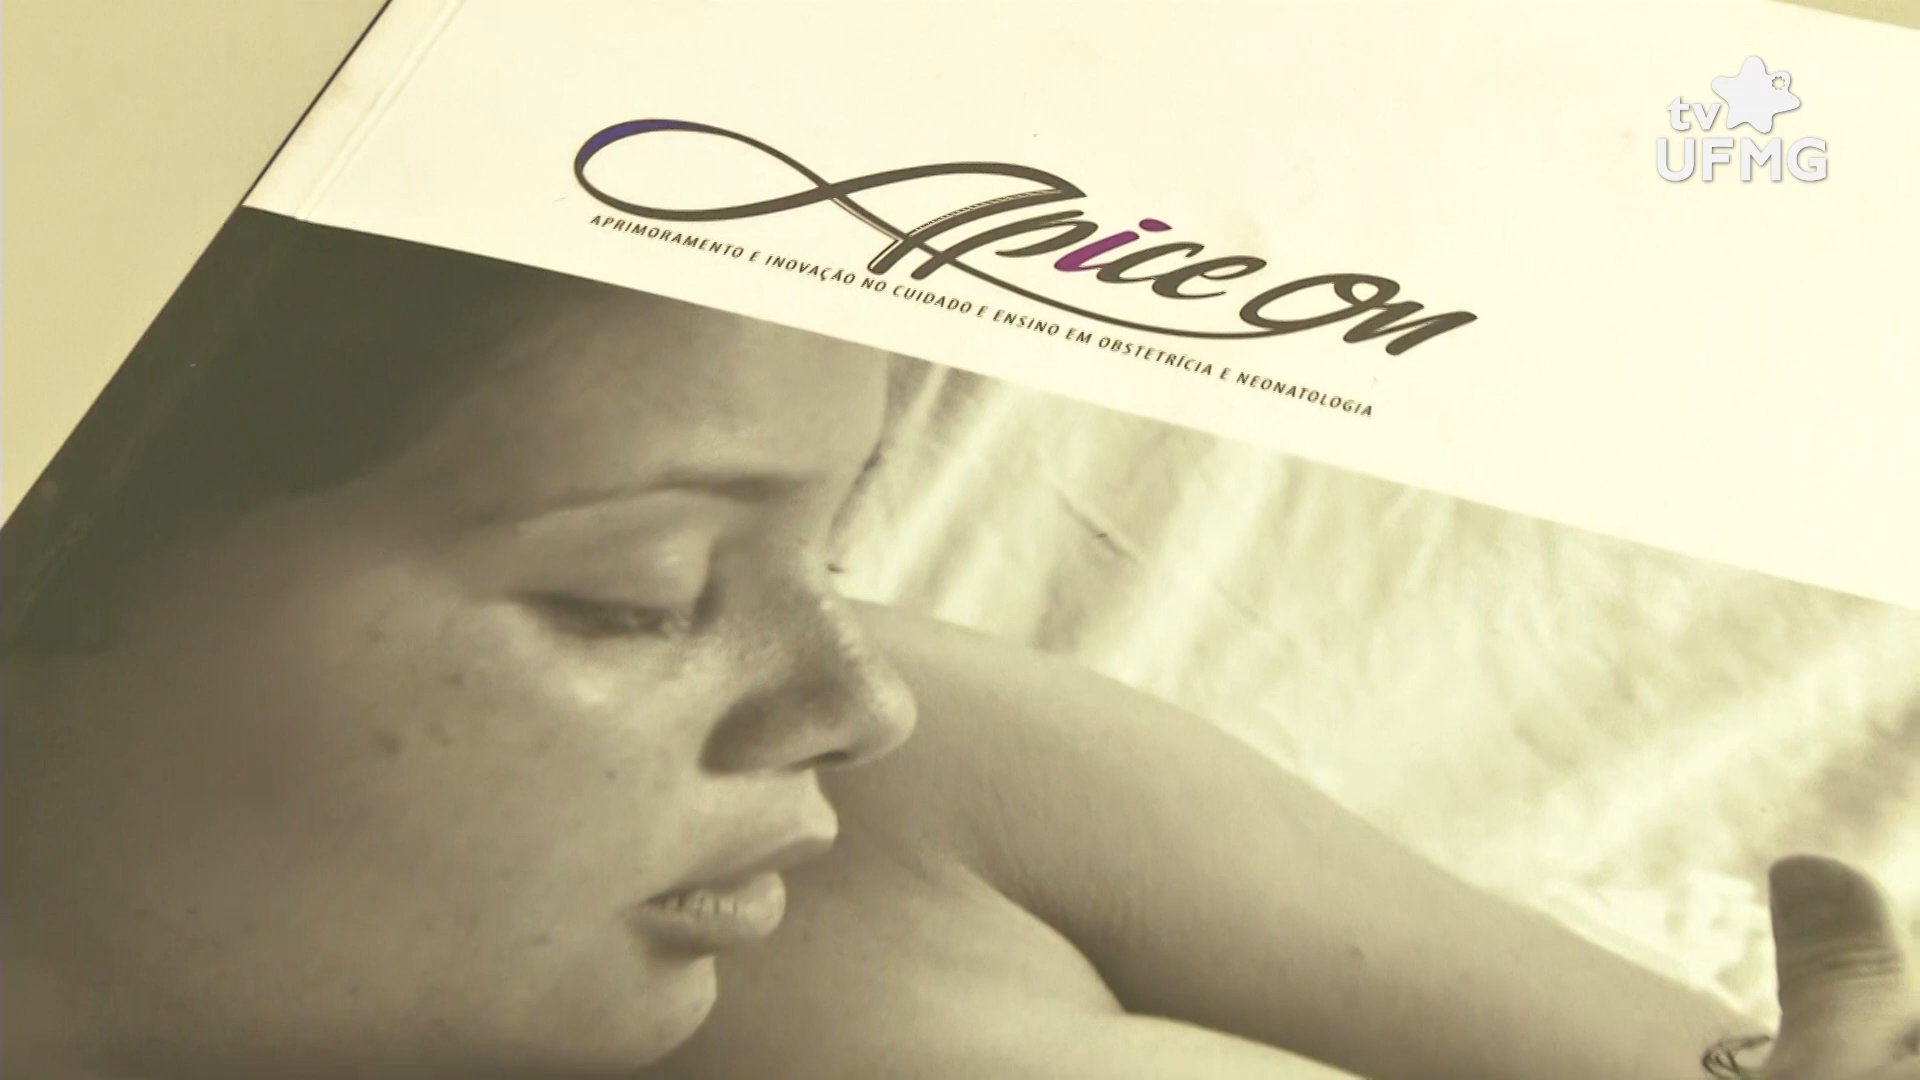 tv
UFMG
Apice On
APRIMORAMENTO E INOVAÇÃO NO CUIDADO E ENSINO EM OBSTETRÍCIA E NEONATOLOGIA